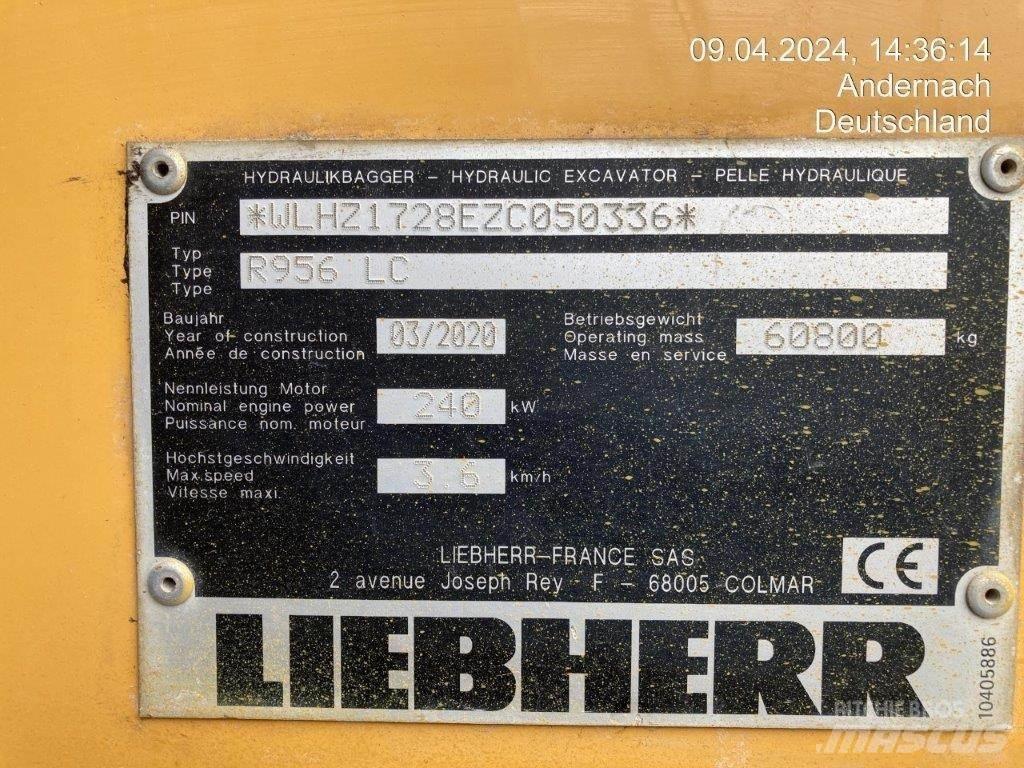 09.04.2024, 14:36:14
Andernach
Deutschland
HYDRAULIKBAGGER - HYDRAULIC EXCAVATOR - PELLE HYDRAULIQUE
PIN *WLHZ1728EZC050336*
Typ
Type R956 LC
Type
Baujahr
Year of construction 03/2020
Année de construction
Betriebsgewicht
Operating mass 60800 kg
Masse en service
Nennleistung Motor
Nominal engine power 240 kW
Puissance nom. moteur
Höchstgeschwindigkeit
Max.speed 3.6 km/h
Vitesse maxi.
LIEBHERR-FRANCE SAS
2 avenue Joseph Rey F - 68005 COLMAR
CE
LIEBHERR
10405886
RITCHIE BROS
MASCUS